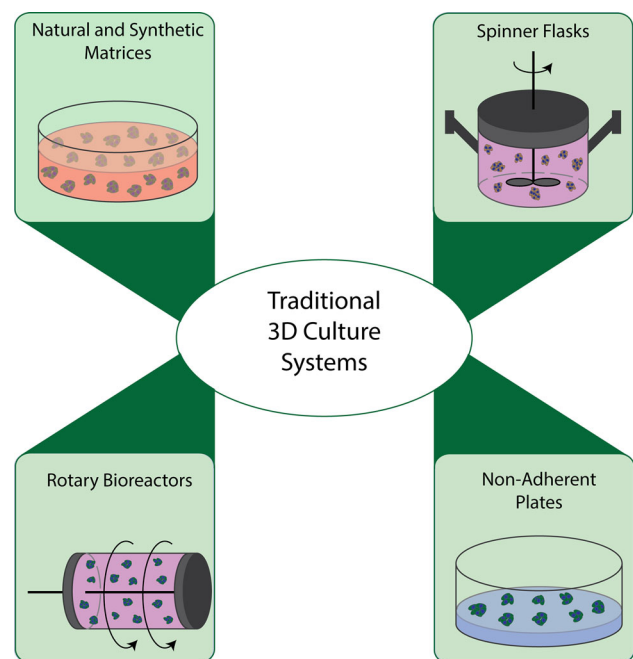 Natural and Synthetic
Matrices
Spinner Flasks
Traditional
3D Culture
Systems
Rotary Bioreactors
Non-Adherent
Plates